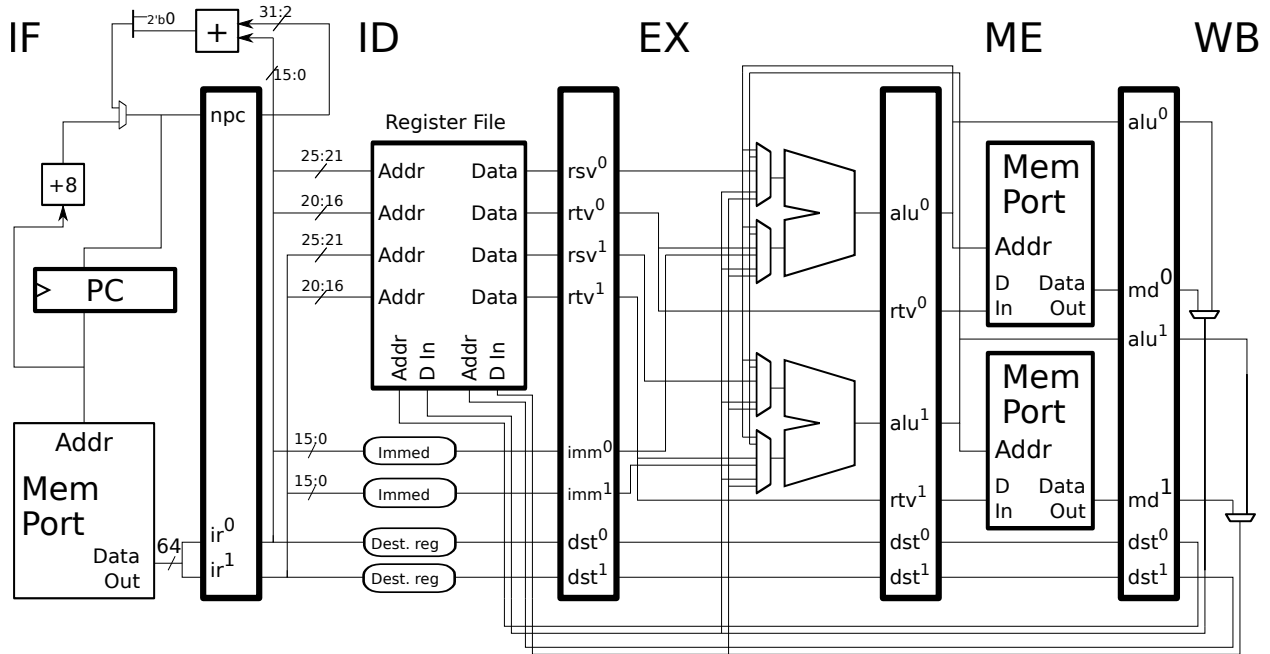 IF
ID
EX
ME
WB
2'b0
+
31:2
15:0
npc
+8
PC
Addr
Mem
Port
Data
Out
64
ir⁰
ir¹
Register File
25:21
Addr
Data
20:16
Addr
Data
25:21
Addr
Data
20:16
Addr
Data
Addr
D In
Addr
D In
15:0
Immed
15:0
Immed
Dest. reg
Dest. reg
rsv⁰
rtv⁰
rsv¹
rtv¹
imm⁰
imm¹
dst⁰
dst¹
alu⁰
rtv⁰
alu¹
rtv¹
dst⁰
dst¹
Mem
Port
Addr
D
In
Data
Out
Mem
Port
Addr
D
In
Data
Out
alu⁰
md⁰
alu¹
md¹
dst⁰
dst¹